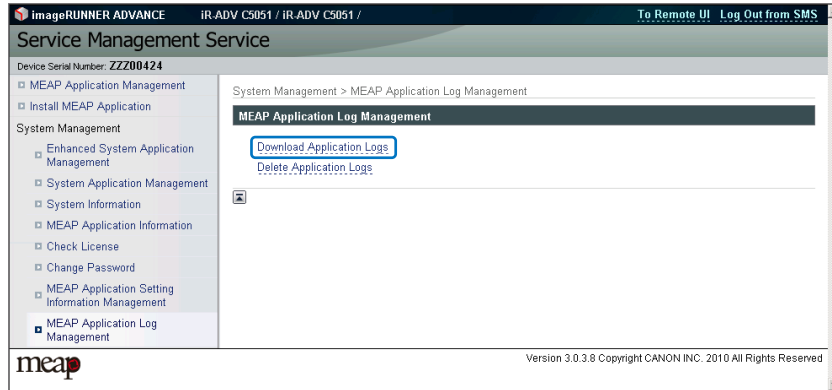 imageRUNNER ADVANCE iR-ADV C5051 / iR-ADV C5051 / To Remote UI Log Out from SMS
Service Management Service
Device Serial Number: ZZZ00424
MEAP Application Management
Install MEAP Application
System Management
Enhanced System Application
Management
System Application Management
System Information
MEAP Application Information
Check License
Change Password
MEAP Application Setting
Information Management
MEAP Application Log
Management
System Management > MEAP Application Log Management
MEAP Application Log Management
Download Application Logs
Delete Application Logs
meap
Version 3.0.3.8 Copyright CANON INC. 2010 All Rights Reserved